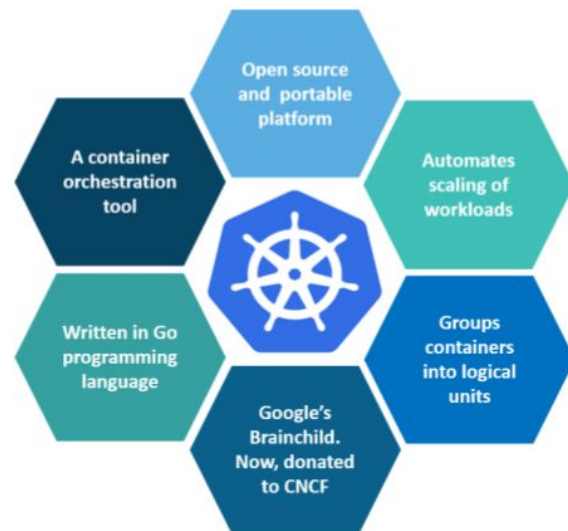 Open source
and portable
platform
A container
orchestration
tool
Automates
scaling of
workloads
Written in Go
programming
language
Groups
containers
into logical
units
Google's
Brainchild.
Now, donated
to CNCF